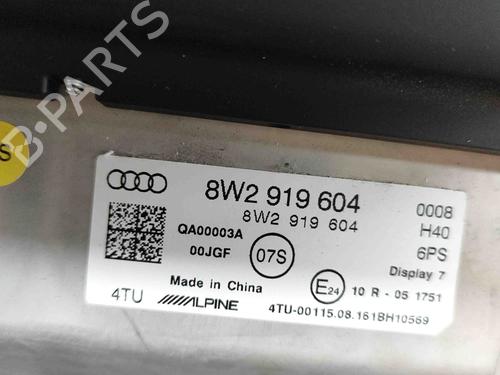 B-PARTS
S
8W2 919 604
8W2 919 604
0008
H40
6PS
Display 7
QA00003A
00JGF
07S
Made in China
E24
10 R - 05 1751
4TU
ALPINE
4TU-00115.08.161BH10569